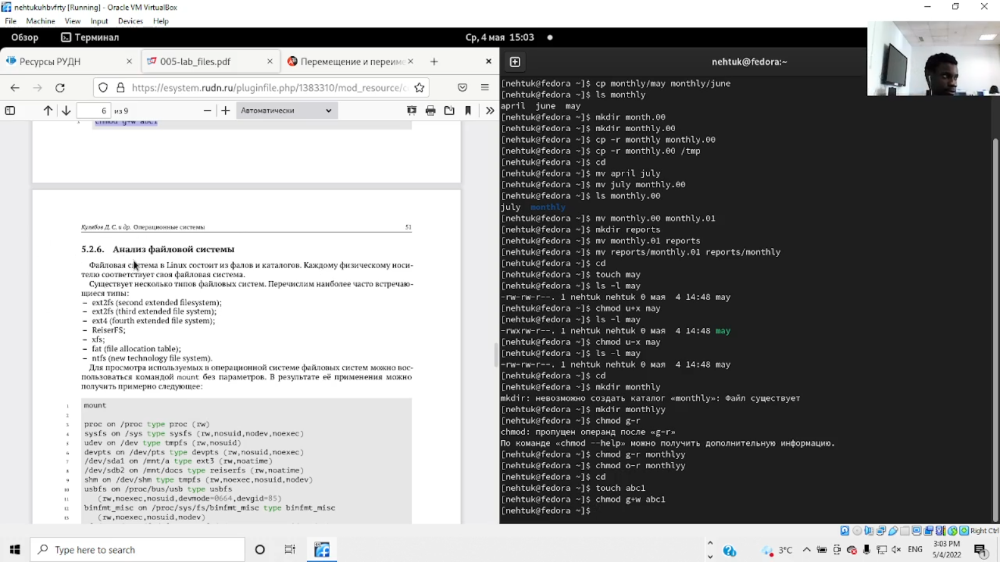 nehtukuhbvfrty [Running] - Oracle VM VirtualBox
File Machine View Input Devices Help
Обзор Терминал Ср, 4 мая 15:03
Ресурсы РУДН
005-lab_files.pdf
Перемещение и переиме
https://esystem.rudn.ru/pluginfile.php/1383310/mod_resource/c
6 из 9 Автоматически
3 chmod g+w abc1
Кулябов Д. С. и др. Операционные системы 51
5.2.6. Анализ файловой системы
Файловая система в Linux состоит из фалов и каталогов. Каждому физическому носи-
телю соответствует своя файловая система.
Существует несколько типов файловых систем. Перечислим наиболее часто встречаю-
щиеся типы:
– ext2fs (second extended filesystem);
– ext2fs (third extended file system);
– ext4 (fourth extended file system);
– ReiserFS;
– xfs;
– fat (file allocation table);
– ntfs (new technology file system).
Для просмотра используемых в операционной системе файловых систем можно вос-
пользоваться командой mount без параметров. В результате её применения можно
получить примерно следующее:
1 mount
2
3 proc on /proc type proc (rw)
4 sysfs on /sys type sysfs (rw,nosuid,nodev,noexec)
5 udev on /dev type tmpfs (rw,nosuid)
6 devpts on /dev/pts type devpts (rw,nosuid,noexec)
7 /dev/sda1 on /mnt/a type ext3 (rw,noatime)
8 /dev/sdb2 on /mnt/docs type reiserfs (rw,noatime)
9 shm on /dev/shm type tmpfs (rw,noexec,nosuid,nodev)
10 usbfs on /proc/bus/usb type usbfs
11 (rw,noexec,nosuid,devmode=0664,devgid=85)
12 binfmt_misc on /proc/sys/fs/binfmt_misc type binfmt_misc
13 (rw,noexec,nosuid,nodev)
nehtuk@fedora:~
[nehtuk@fedora ~]$ cp monthly/may monthly/june
[nehtuk@fedora ~]$ ls monthly
april june may
[nehtuk@fedora ~]$ mkdir month.00
[nehtuk@fedora ~]$ mkdir monthly.00
[nehtuk@fedora ~]$ cp -r monthly monthly.00
[nehtuk@fedora ~]$ cp -r monthly.00 /tmp
[nehtuk@fedora ~]$ cd
[nehtuk@fedora ~]$ mv april july
[nehtuk@fedora ~]$ mv july monthly.00
[nehtuk@fedora ~]$ ls monthly.00
july monthly
[nehtuk@fedora ~]$ mv monthly.00 monthly.01
[nehtuk@fedora ~]$ mkdir reports
[nehtuk@fedora ~]$ mv monthly.01 reports
[nehtuk@fedora ~]$ mv reports/monthly.01 reports/monthly
[nehtuk@fedora ~]$ cd
[nehtuk@fedora ~]$ touch may
[nehtuk@fedora ~]$ ls -l may
-rw-rw-r--. 1 nehtuk nehtuk 0 мая 4 14:48 may
[nehtuk@fedora ~]$ chmod u+x may
[nehtuk@fedora ~]$ ls -l may
-rwxrw-r--. 1 nehtuk nehtuk 0 мая 4 14:48 may
[nehtuk@fedora ~]$ chmod u-x may
[nehtuk@fedora ~]$ ls -l may
-rw-rw-r--. 1 nehtuk nehtuk 0 мая 4 14:48 may
[nehtuk@fedora ~]$ cd
[nehtuk@fedora ~]$ mkdir monthly
mkdir: невозможно создать каталог «monthly»: Файл существует
[nehtuk@fedora ~]$ mkdir monthlyy
[nehtuk@fedora ~]$ chmod g-r
chmod: пропущен операнд после «g-r»
По команде «chmod --help» можно получить дополнительную информацию.
[nehtuk@fedora ~]$ chmod g-r monthlyy
[nehtuk@fedora ~]$ chmod o-r monthlyy
[nehtuk@fedora ~]$ cd
[nehtuk@fedora ~]$ touch abc1
[nehtuk@fedora ~]$ chmod g+w abc1
[nehtuk@fedora ~]$
Right Ctrl
Type here to search
3°C ENG
3:03 PM
5/4/2022
1